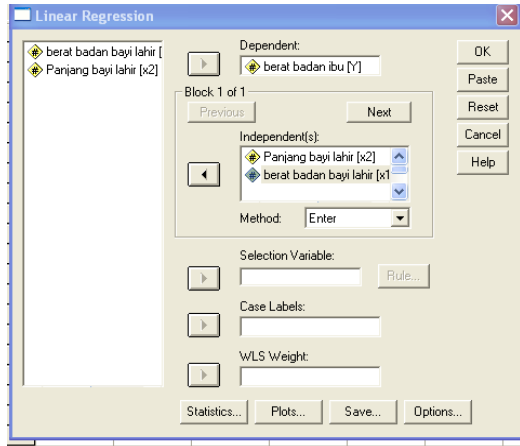 Linear Regression
berat badan bayi lahir [
Panjang bayi lahir [x2]
Dependent:
berat badan ibu [Y]
Block 1 of 1
Previous
Next
Independent(s):
Panjang bayi lahir [x2]
berat badan bayi lahir [x1
Method:
Enter
Selection Variable:
Rule...
Case Labels:
WLS Weight:
OK
Paste
Reset
Cancel
Help
Statistics...
Plots...
Save...
Options...